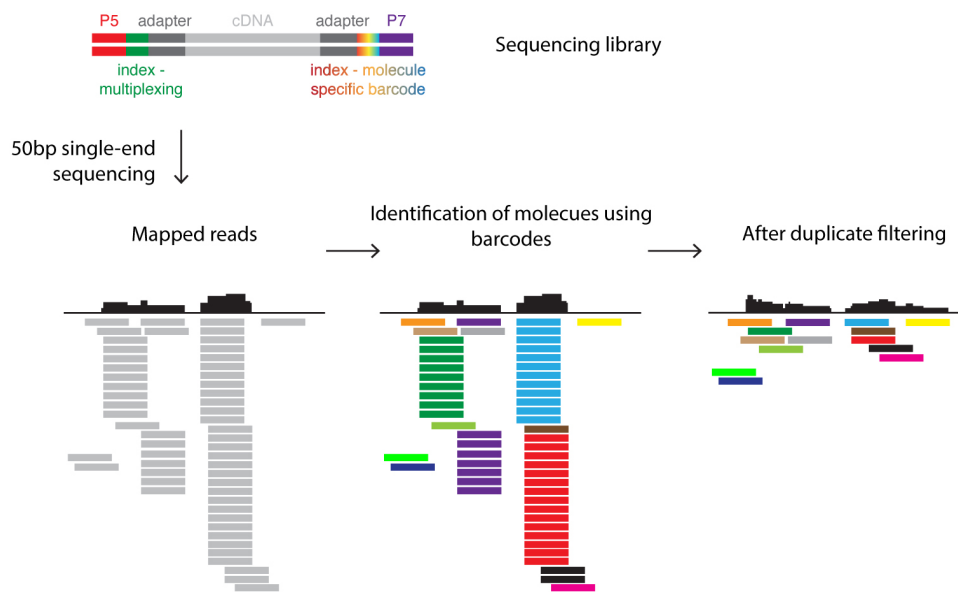 P5 adapter cDNA adapter P7
Sequencing library
index - multiplexing
index - molecule
specific barcode
50bp single-end
sequencing
Mapped reads
Identification of molecues using
barcodes
After duplicate filtering